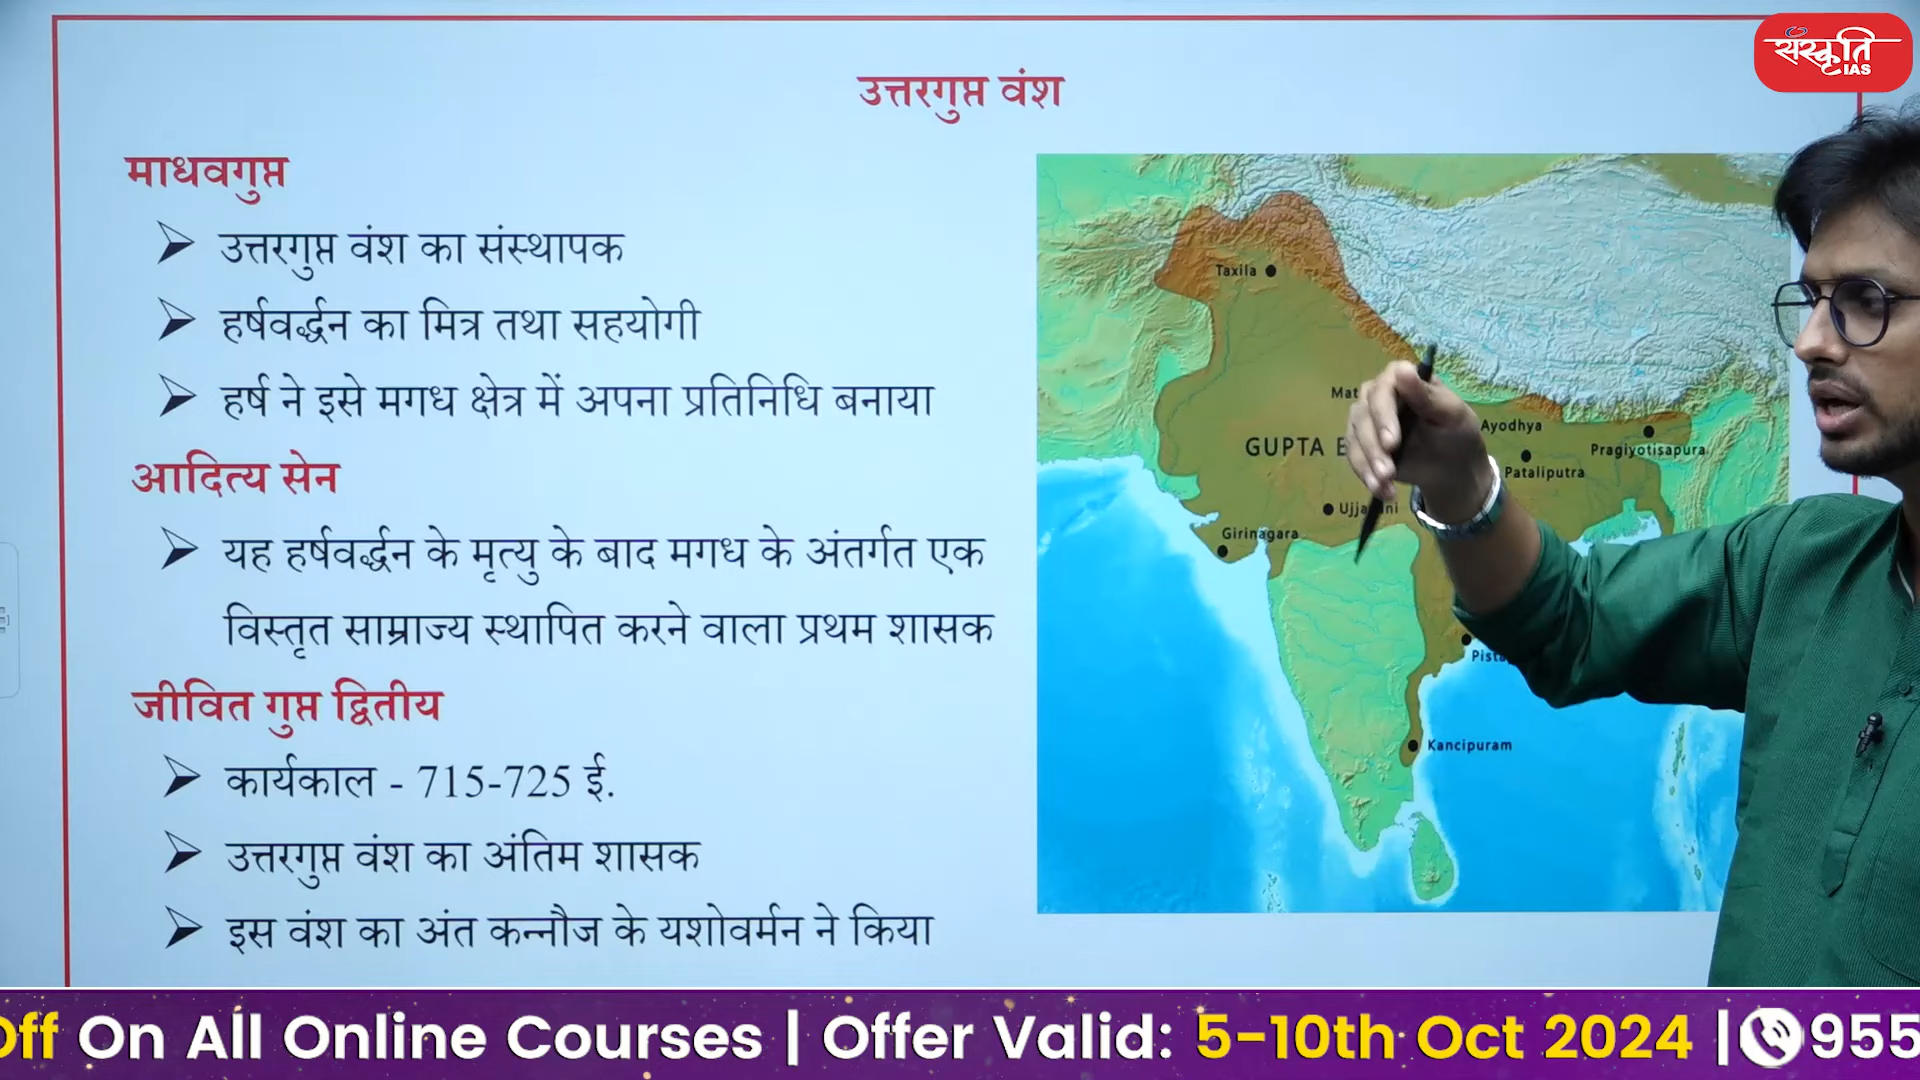 संस्कृति
IAS
उत्तरगुप्त वंश
माधवगुप्त
उत्तरगुप्त वंश का संस्थापक
हर्षवर्द्धन का मित्र तथा सहयोगी
हर्ष ने इसे मगध क्षेत्र में अपना प्रतिनिधि बनाया
आदित्य सेन
यह हर्षवर्द्धन के मृत्यु के बाद मगध के अंतर्गत एक
विस्तृत साम्राज्य स्थापित करने वाला प्रथम शासक
जीवित गुप्त द्वितीय
कार्यकाल - 715-725 ई.
उत्तरगुप्त वंश का अंतिम शासक
इस वंश का अंत कन्नौज के यशोवर्मन ने किया
Taxila
Mat
Ayodhya
GUPTA E
Pragjyotisapura
Pataliputra
Girinagara
Pista
Kancipuram
Off On All Online Courses | Offer Valid: 5-10th Oct 2024 | 955